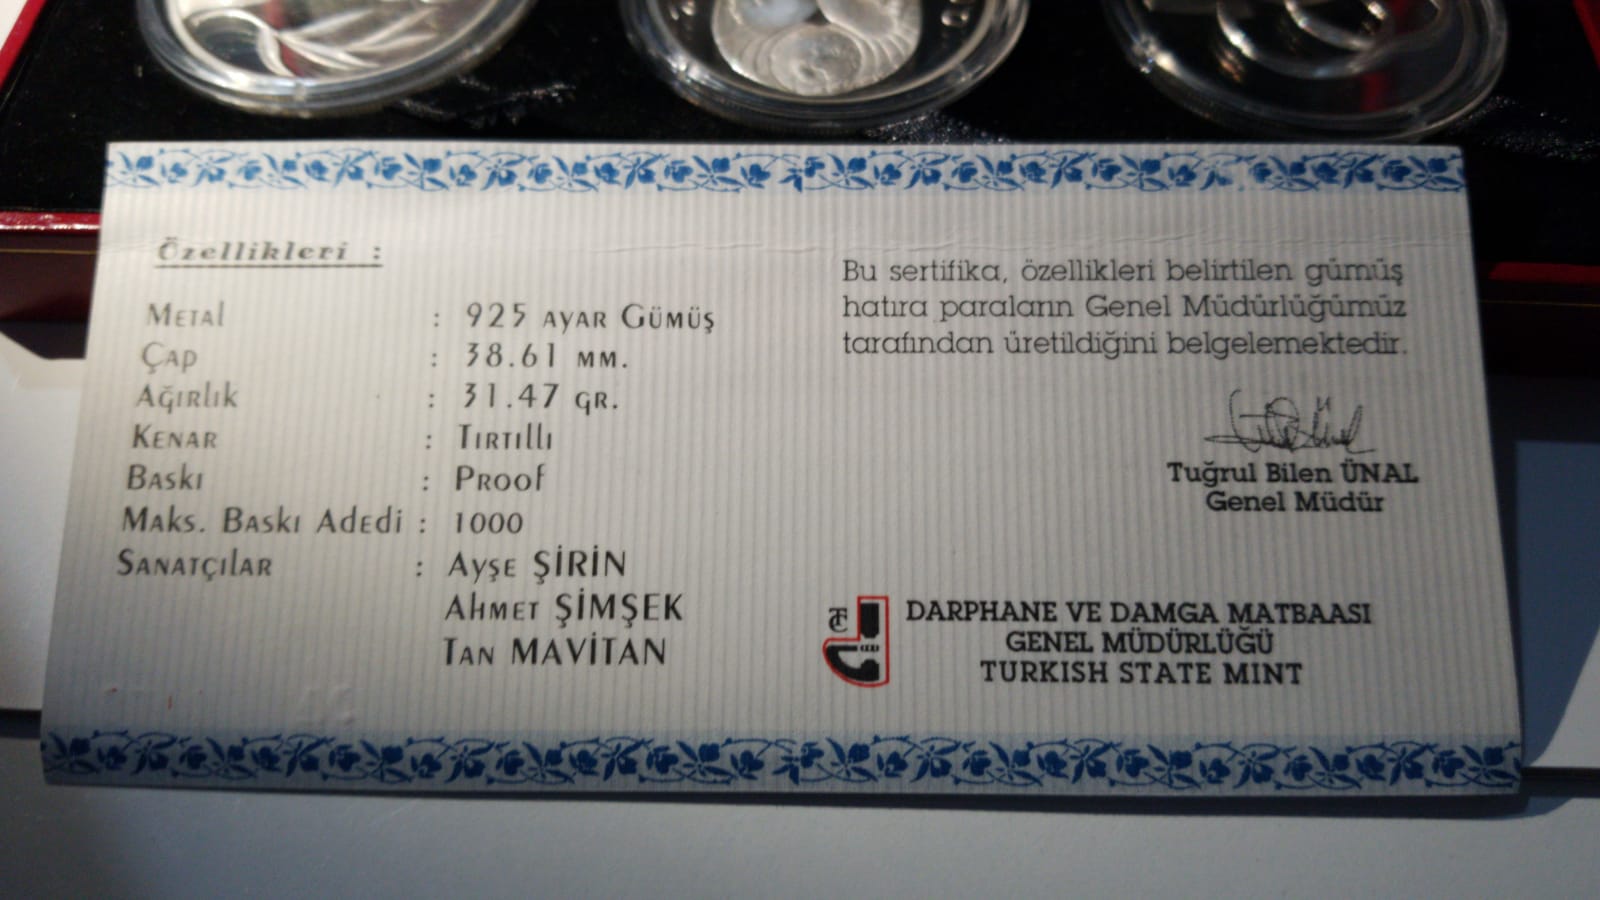 Özellikleri :
Metal : 925 ayar Gümüş
Çap : 38.61 mm.
Ağırlık : 31.47 gr.
Kenar : Tırtıllı
Baskı : Proof
Maks. Baskı Adedi : 1000
Sanatçılar : Ayşe ŞİRİN
Ahmet ŞİMŞEK
Tan MAVİTAN
Bu sertifika, özellikleri belirtilen gümüş
hatıra paraların Genel Müdürlüğümüz
tarafından üretildiğini belgelemektedir.
Tuğrul Bilen ÜNAL
Genel Müdür
TC
DARPHANE VE DAMGA MATBAASI
GENEL MÜDÜRLÜĞÜ
TURKISH STATE MINT